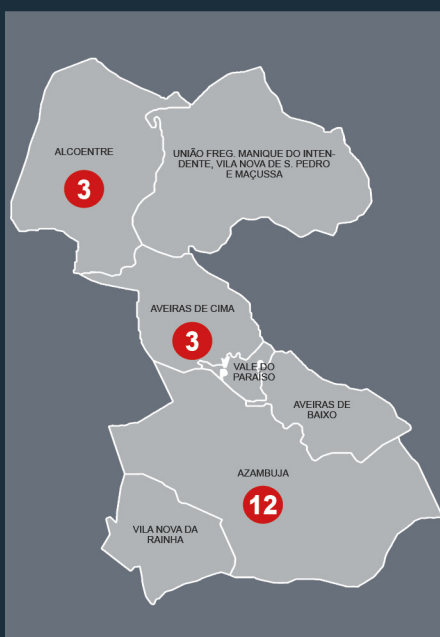 ALCOENTRE
3
UNIÃO FREG. MANIQUE DO INTEN-
DENTE, VILA NOVA DE S. PEDRO
E MAÇUSSA
AVEIRAS DE CIMA
3
VALE DO
PARAÍSO
AVEIRAS DE
BAIXO
AZAMBUJA
12
VILA NOVA DA
RAINHA